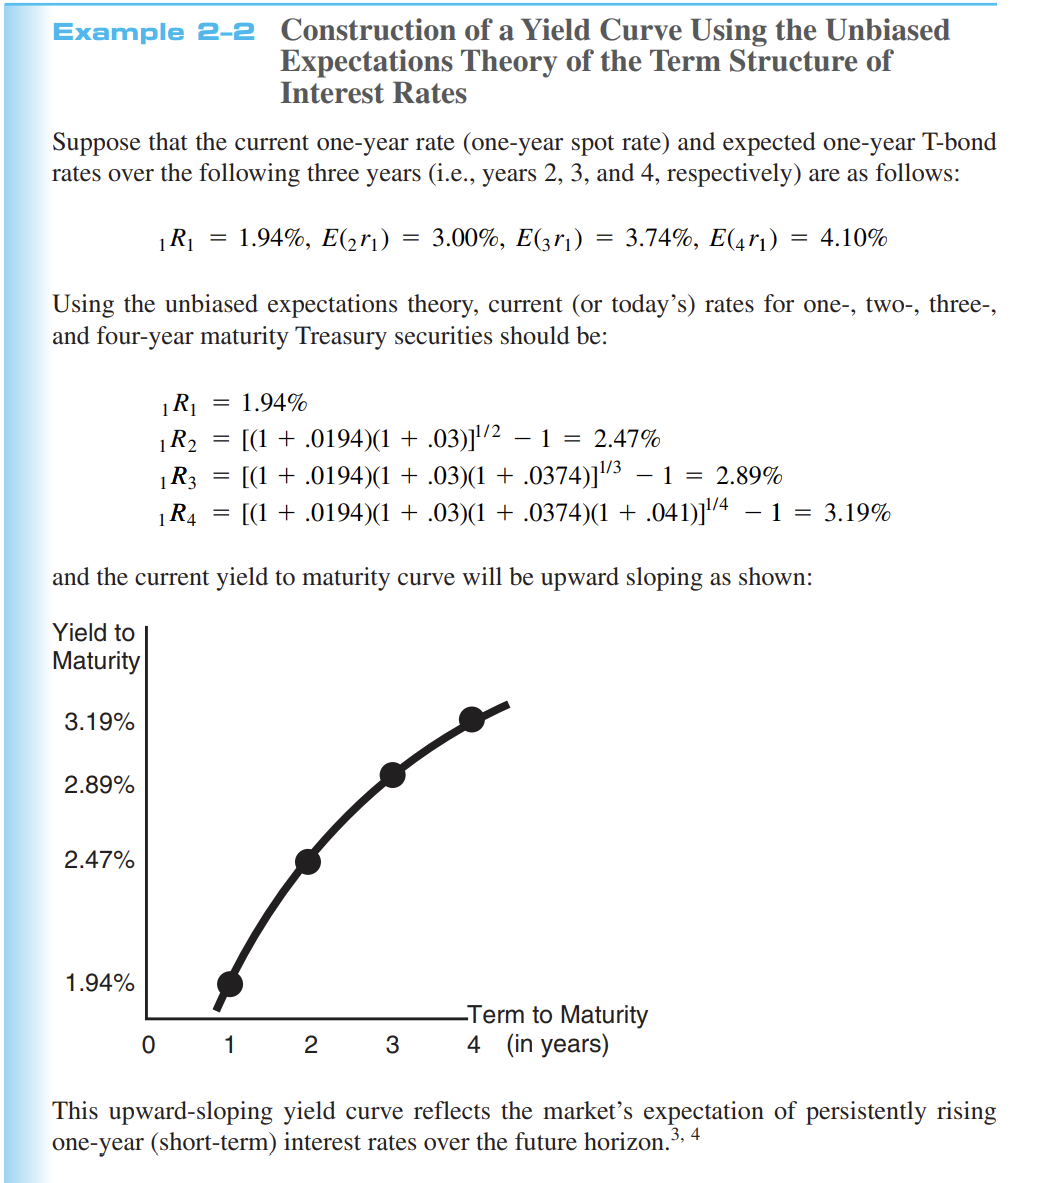 Example 2–2 Construction of a Yield Curve Using the Unbiased
Expectations Theory of the Term Structure of
Interest Rates
Suppose that the current one-year rate (one-year spot rate) and expected one-year T-bond
rates over the following three years (i.e., years 2, 3, and 4, respectively) are as follows:
₁R₁ = 1.94%, E(₂r₁) = 3.00%, E(₃r₁) = 3.74%, E(₄r₁) = 4.10%
Using the unbiased expectations theory, current (or today’s) rates for one-, two-, three-,
and four-year maturity Treasury securities should be:
₁R₁ = 1.94%
₁R₂ = [(1 + .0194)(1 + .03)]¹/² − 1 = 2.47%
₁R₃ = [(1 + .0194)(1 + .03)(1 + .0374)]¹/³ − 1 = 2.89%
₁R₄ = [(1 + .0194)(1 + .03)(1 + .0374)(1 + .041)]¹/⁴ − 1 = 3.19%
and the current yield to maturity curve will be upward sloping as shown:
Yield to
Maturity
3.19%
2.89%
2.47%
1.94%
Term to Maturity
0 1 2 3 4 (in years)
This upward-sloping yield curve reflects the market’s expectation of persistently rising
one-year (short-term) interest rates over the future horizon.³, ⁴